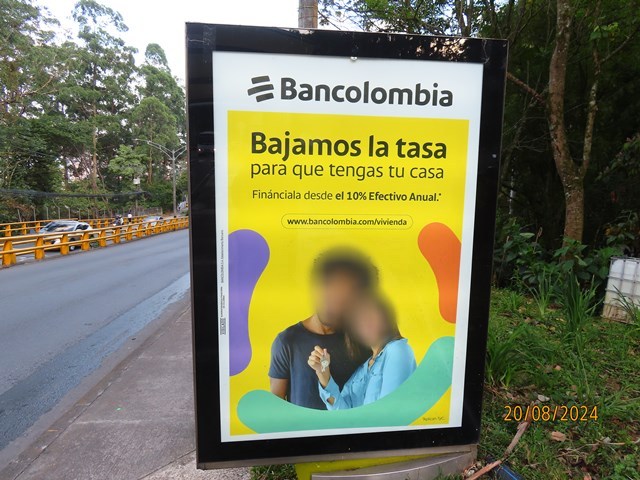 Bancolombia
Bajamos la tasa
para que tengas tu casa
Fináncíala desde el 10% Efectivo Anual.*
www.bancolombia.com/vivienda
20/08/2024